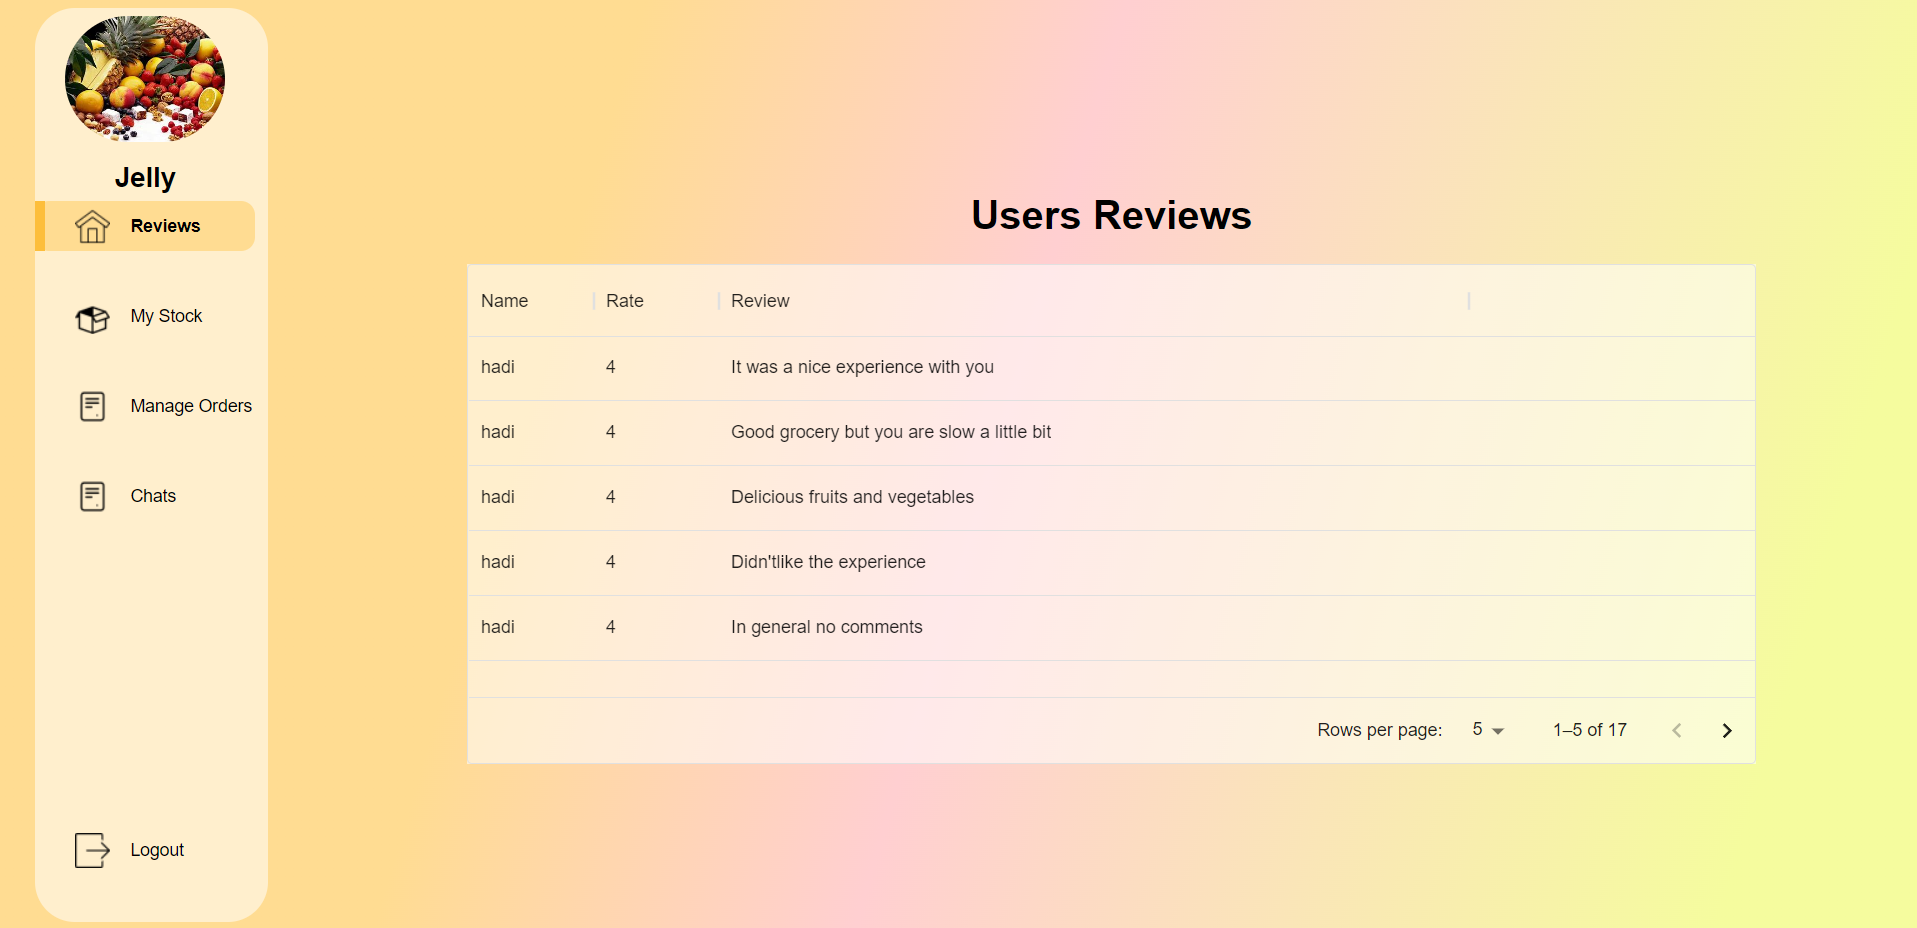 Jelly
Reviews
My Stock
Manage Orders
Chats
Logout
Users Reviews
Name Rate Review
hadi 4 It was a nice experience with you
hadi 4 Good grocery but you are slow a little bit
hadi 4 Delicious fruits and vegetables
hadi 4 Didn'tlike the experience
hadi 4 In general no comments
Rows per page: 5 1–5 of 17